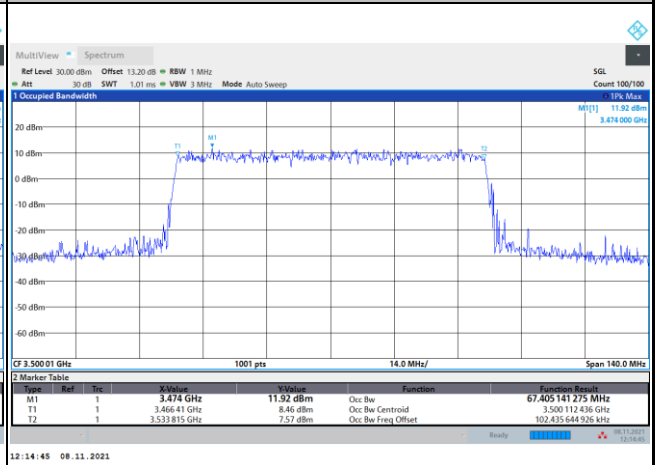 MultiView Spectrum
Ref Level 30.00 dBm Offset 13.20 dB RBW 1 MHz SGL
Att 30 dB SWT 1.01 ms VBW 3 MHz Mode Auto Sweep Count 100/100
1 Occupied Bandwidth 1Pk Max
M1[1] 11.92 dBm
3.474 000 GHz
20 dBm
M1
T1
T2
10 dBm
0 dBm
-10 dBm
-20 dBm
-30 dBm
-40 dBm
-50 dBm
-60 dBm
CF 3.500 01 GHz 1001 pts 14.0 MHz/ Span 140.0 MHz
2 Marker Table
Type Ref Trc X-Value Y-Value Function Function Result
M1 1 3.474 GHz 11.92 dBm Occ Bw 67.405 141 275 MHz
T1 1 3.466 41 GHz 8.46 dBm Occ Bw Centroid 3.500 112 436 GHz
T2 1 3.533 815 GHz 7.57 dBm Occ Bw Freq Offset 102.435 644 926 kHz
Ready 08.11.2021
12:14:45
12:14:45 08.11.2021